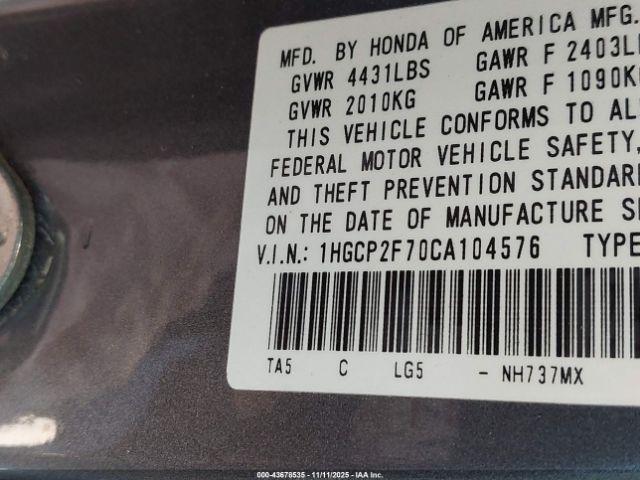 MFD. BY HONDA OF AMERICA MFG.
GVWR 4431LBS GAWR F 2403L
GVWR 2010KG GAWR F 1090K
THIS VEHICLE CONFORMS TO AL
FEDERAL MOTOR VEHICLE SAFETY,
AND THEFT PREVENTION STANDAR
ON THE DATE OF MANUFACTURE S
V.I.N.: 1HGCP2F70CA104576 TYPE
TA5 C LG5 - NH737MX
000-43678535 - 11/11/2025 - IAA Inc.